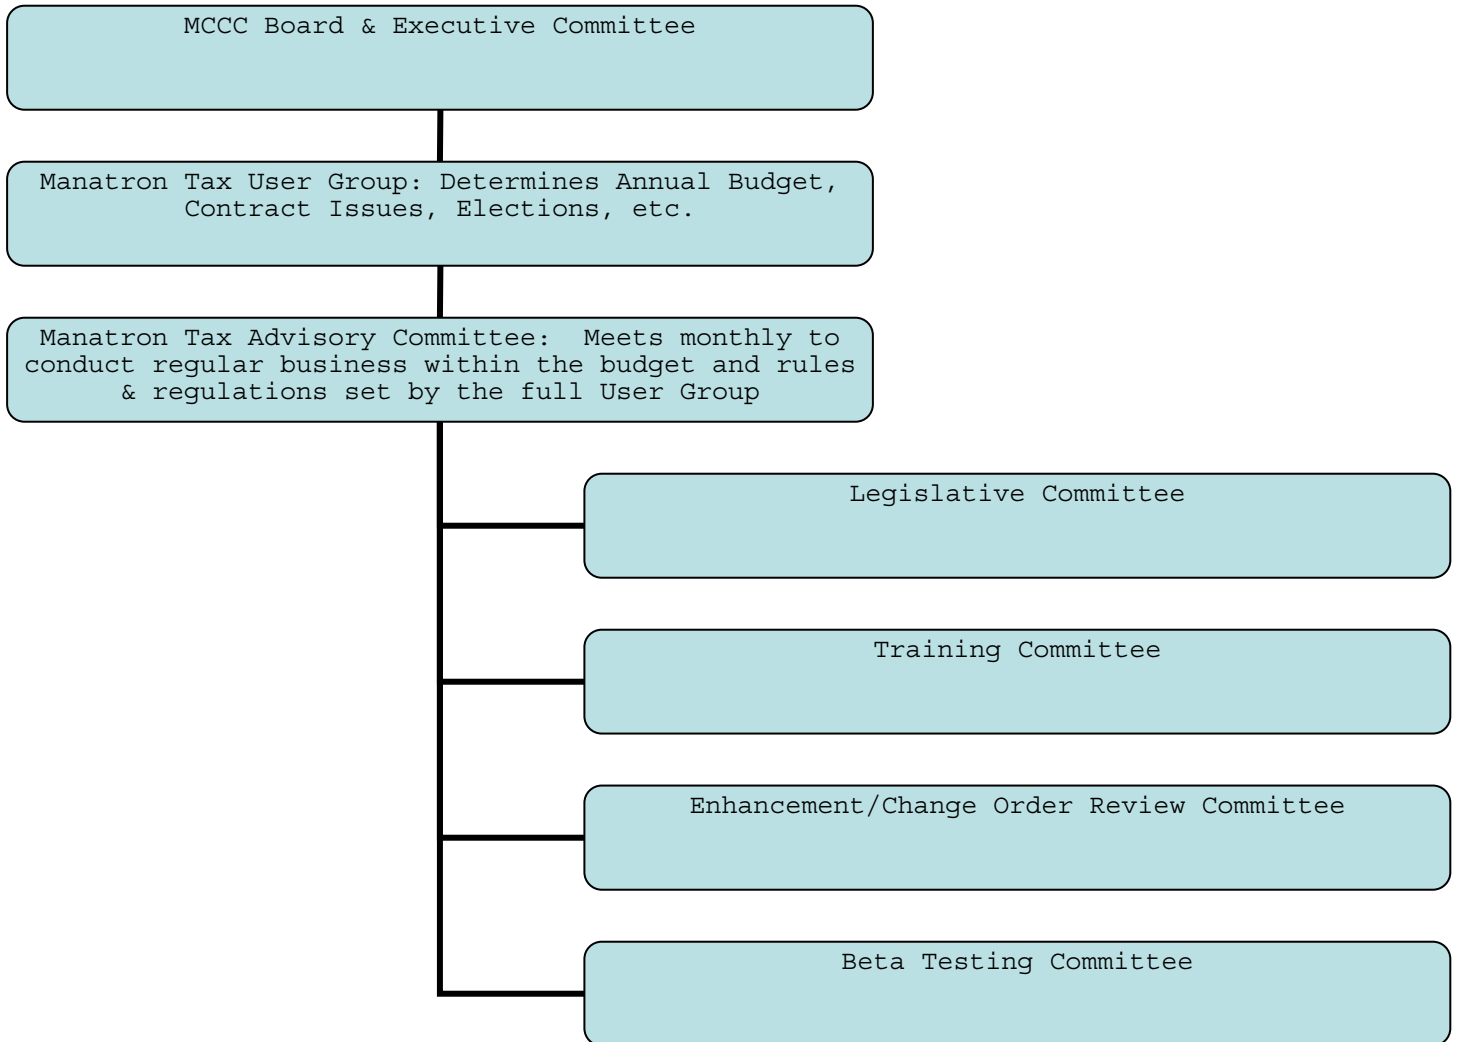 MCCC Board & Executive Committee
Manatron Tax User Group: Determines Annual Budget,
Contract Issues, Elections, etc.
Manatron Tax Advisory Committee:  Meets monthly to
conduct regular business within the budget and rules
& regulations set by the full User Group
Legislative Committee
Training Committee
Enhancement/Change Order Review Committee
Beta Testing Committee